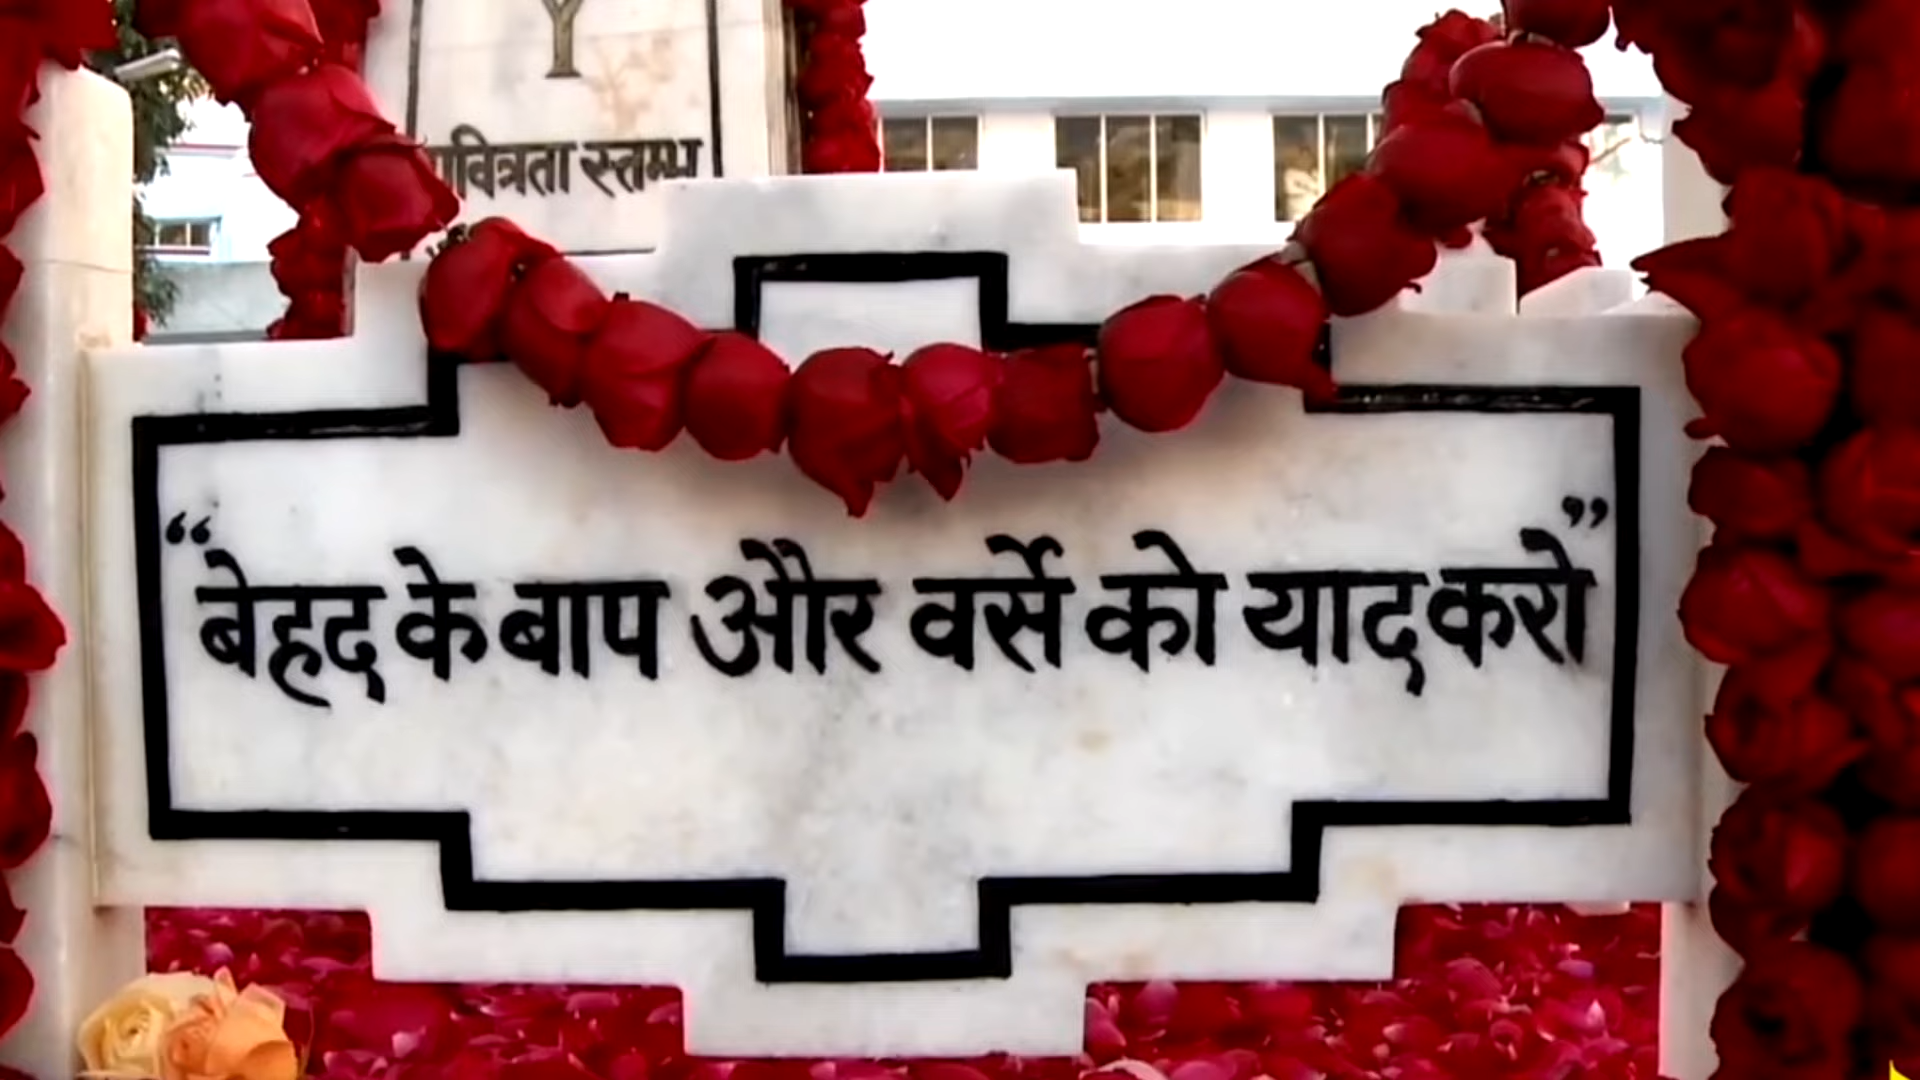 पवित्रता स्तम्भ
“बेहद के बाप और वर्से को याद करो”